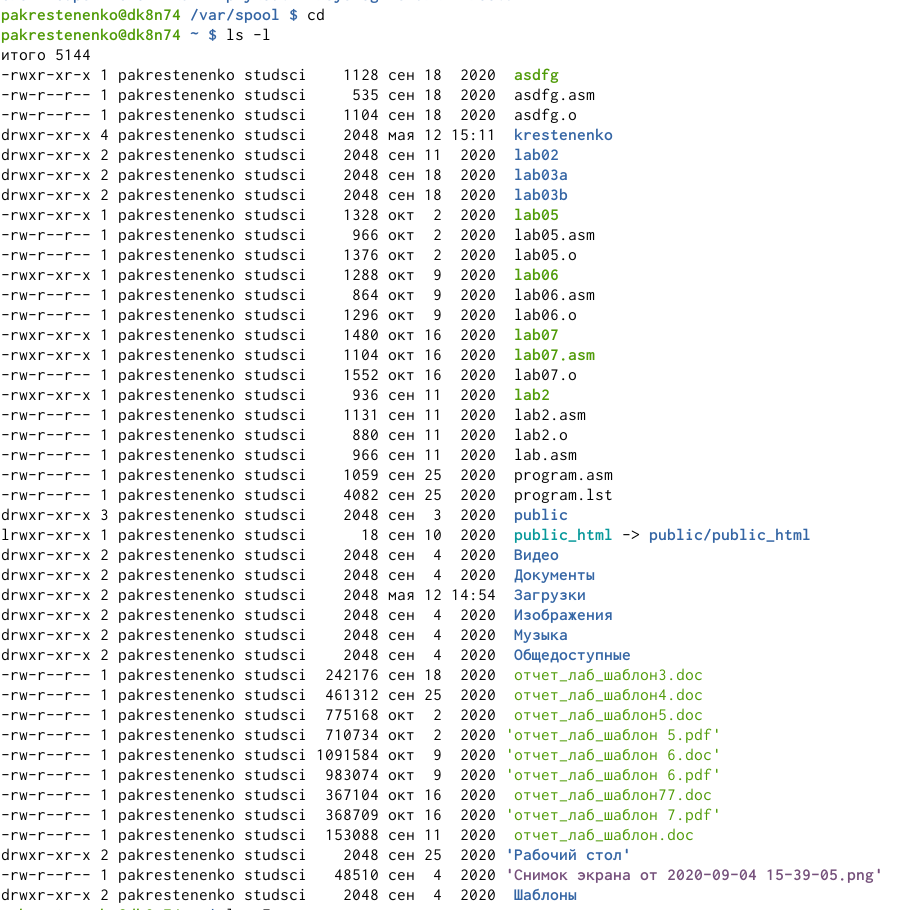 pakrestenenko@dk8n74 /var/spool $ cd
pakrestenenko@dk8n74 ~ $ ls -l
итого 5144
-rwxr-xr-x 1 pakrestenenko studsci    1128 сен 18  2020  asdfg
-rw-r--r-- 1 pakrestenenko studsci     535 сен 18  2020  asdfg.asm
-rw-r--r-- 1 pakrestenenko studsci    1104 сен 18  2020  asdfg.o
drwxr-xr-x 4 pakrestenenko studsci    2048 мая 12 15:11  krestenenko
drwxr-xr-x 2 pakrestenenko studsci    2048 сен 11  2020  lab02
drwxr-xr-x 2 pakrestenenko studsci    2048 сен 18  2020  lab03a
drwxr-xr-x 2 pakrestenenko studsci    2048 сен 18  2020  lab03b
-rwxr-xr-x 1 pakrestenenko studsci    1328 окт  2  2020  lab05
-rw-r--r-- 1 pakrestenenko studsci     966 окт  2  2020  lab05.asm
-rw-r--r-- 1 pakrestenenko studsci    1376 окт  2  2020  lab05.o
-rwxr-xr-x 1 pakrestenenko studsci    1288 окт  9  2020  lab06
-rw-r--r-- 1 pakrestenenko studsci     864 окт  9  2020  lab06.asm
-rw-r--r-- 1 pakrestenenko studsci    1296 окт  9  2020  lab06.o
-rwxr-xr-x 1 pakrestenenko studsci    1480 окт 16  2020  lab07
-rwxr-xr-x 1 pakrestenenko studsci    1104 окт 16  2020  lab07.asm
-rw-r--r-- 1 pakrestenenko studsci    1552 окт 16  2020  lab07.o
-rwxr-xr-x 1 pakrestenenko studsci     936 сен 11  2020  lab2
-rw-r--r-- 1 pakrestenenko studsci    1131 сен 11  2020  lab2.asm
-rw-r--r-- 1 pakrestenenko studsci     880 сен 11  2020  lab2.o
-rw-r--r-- 1 pakrestenenko studsci     966 сен 11  2020  lab.asm
-rw-r--r-- 1 pakrestenenko studsci    1059 сен 25  2020  program.asm
-rw-r--r-- 1 pakrestenenko studsci    4082 сен 25  2020  program.lst
drwxr-xr-x 3 pakrestenenko studsci    2048 сен  3  2020  public
lrwxr-xr-x 1 pakrestenenko studsci      18 сен 10  2020  public_html -> public/public_html
drwxr-xr-x 2 pakrestenenko studsci    2048 сен  4  2020  Видео
drwxr-xr-x 2 pakrestenenko studsci    2048 сен  4  2020  Документы
drwxr-xr-x 2 pakrestenenko studsci    2048 мая 12 14:54  Загрузки
drwxr-xr-x 2 pakrestenenko studsci    2048 сен  4  2020  Изображения
drwxr-xr-x 2 pakrestenenko studsci    2048 сен  4  2020  Музыка
drwxr-xr-x 2 pakrestenenko studsci    2048 сен  4  2020  Общедоступные
-rw-r--r-- 1 pakrestenenko studsci  242176 сен 18  2020  отчет_лаб_шаблон3.doc
-rw-r--r-- 1 pakrestenenko studsci  461312 сен 25  2020  отчет_лаб_шаблон4.doc
-rw-r--r-- 1 pakrestenenko studsci  775168 окт  2  2020  отчет_лаб_шаблон5.doc
-rw-r--r-- 1 pakrestenenko studsci  710734 окт  2  2020 'отчет_лаб_шаблон 5.pdf'
-rw-r--r-- 1 pakrestenenko studsci 1091584 окт  9  2020 'отчет_лаб_шаблон 6.doc'
-rw-r--r-- 1 pakrestenenko studsci  983074 окт  9  2020 'отчет_лаб_шаблон 6.pdf'
-rw-r--r-- 1 pakrestenenko studsci  367104 окт 16  2020  отчет_лаб_шаблон77.doc
-rw-r--r-- 1 pakrestenenko studsci  368709 окт 16  2020 'отчет_лаб_шаблон 7.pdf'
-rw-r--r-- 1 pakrestenenko studsci  153088 сен 11  2020  отчет_лаб_шаблон.doc
drwxr-xr-x 2 pakrestenenko studsci    2048 сен 25  2020 'Рабочий стол'
-rw-r--r-- 1 pakrestenenko studsci   48510 сен  4  2020 'Снимок экрана от 2020-09-04 15-39-05.png'
drwxr-xr-x 2 pakrestenenko studsci    2048 сен  4  2020  Шаблоны